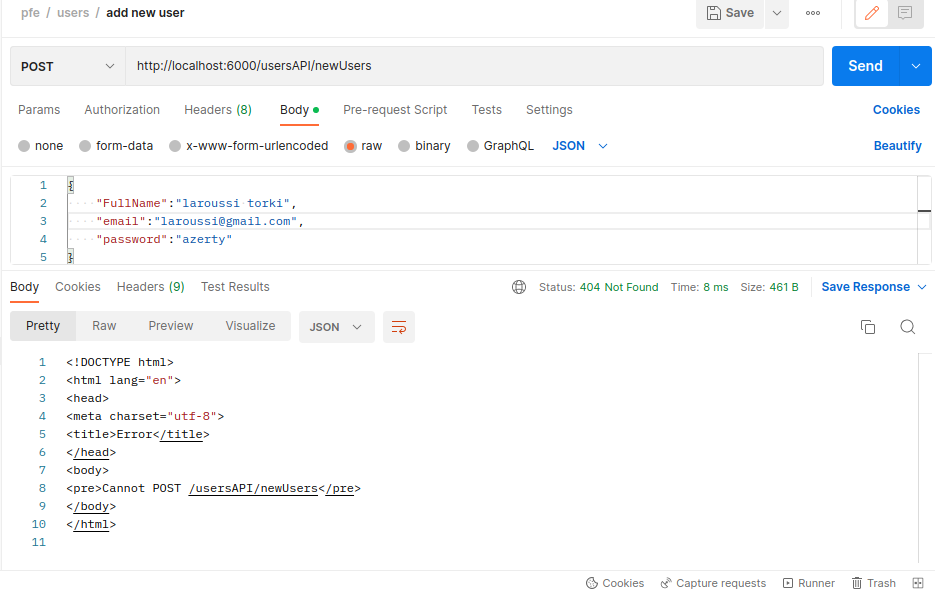 pfe / users / add new user
Save
POST http://localhost:6000/usersAPI/newUsers Send
Params Authorization Headers (8) Body Pre-request Script Tests Settings Cookies
none form-data x-www-form-urlencoded raw binary GraphQL JSON Beautify
1 {
2 "FullName":"laroussi torki",
3 "email":"laroussi@gmail.com",
4 "password":"azerty"
5 }
Body Cookies Headers (9) Test Results Status: 404 Not Found Time: 8 ms Size: 461 B Save Response
Pretty Raw Preview Visualize JSON
1 <!DOCTYPE html>
2 <html lang="en">
3 <head>
4 <meta charset="utf-8">
5 <title>Error</title>
6 </head>
7 <body>
8 <pre>Cannot POST /usersAPI/newUsers</pre>
9 </body>
10 </html>
11
Cookies Capture requests Runner Trash